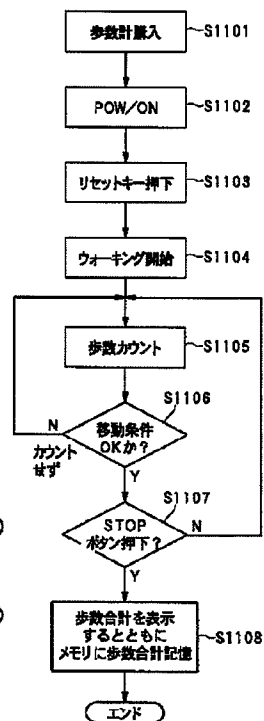 歩数計購入
S1101
POW/ON
S1102
リセットキー押下
S1103
ウォーキング開始
S1104
歩数カウント
S1105
S1106
移動条件
OKか?
N
カウント
せず
Y
S1107
STOP
ボタン押下?
N
Y
歩数合計を表示
するとともに
メモリに歩数合計記憶
S1108
エンド